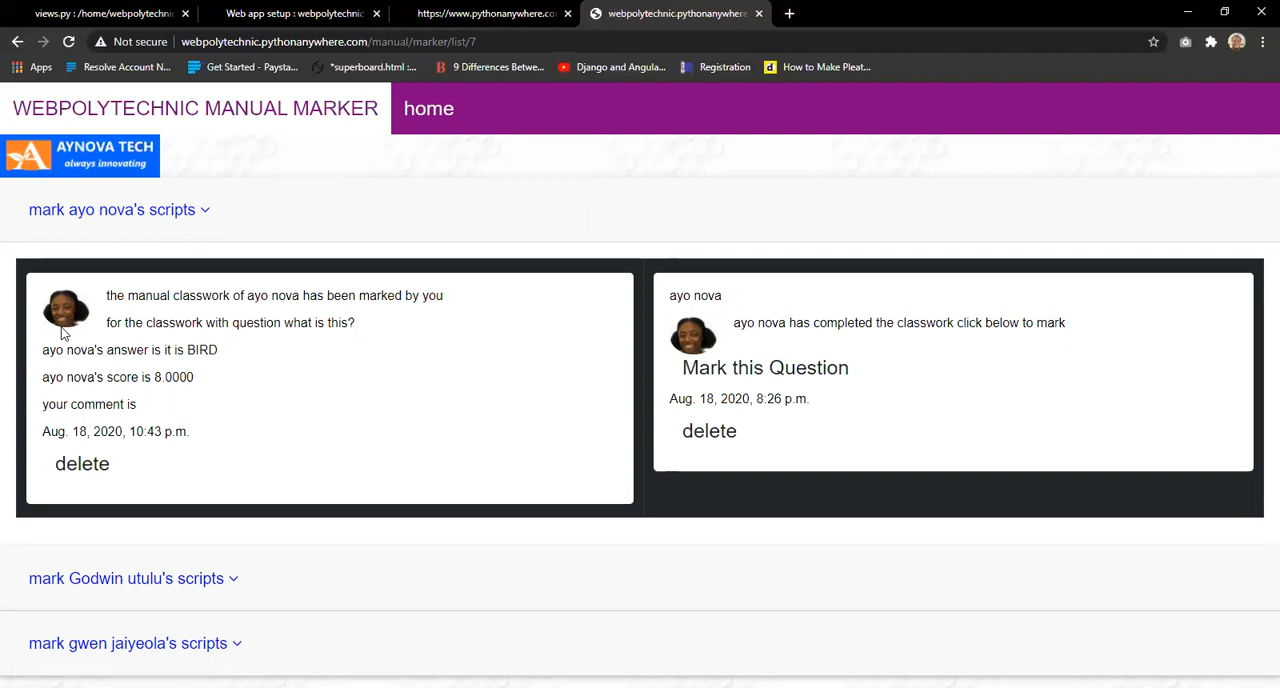 views.py : /home/webpolytechnic
Web app setup : webpolytechnic
https://www.pythonanywhere.co
webpolytechnic.pythonanywhere
Not secure
webpolytechnic.pythonanywhere.com/manual/marker/list/7
Apps
Resolve Account N...
Get Started - Paysta...
*superboard.html :...
9 Differences Betwe...
Django and Angula...
Registration
How to Make Pleat...
WEBPOLYTECHNIC MANUAL MARKER
home
AYNOVA TECH
always innovating
mark ayo nova's scripts
the manual classwork of ayo nova has been marked by you
for the classwork with question what is this?
ayo nova's answer is it is BIRD
ayo nova's score is 8.0000
your comment is
Aug. 18, 2020, 10:43 p.m.
delete
ayo nova
ayo nova has completed the classwork click below to mark
Mark this Question
Aug. 18, 2020, 8:26 p.m.
delete
mark Godwin utulu's scripts
mark gwen jaiyeola's scripts